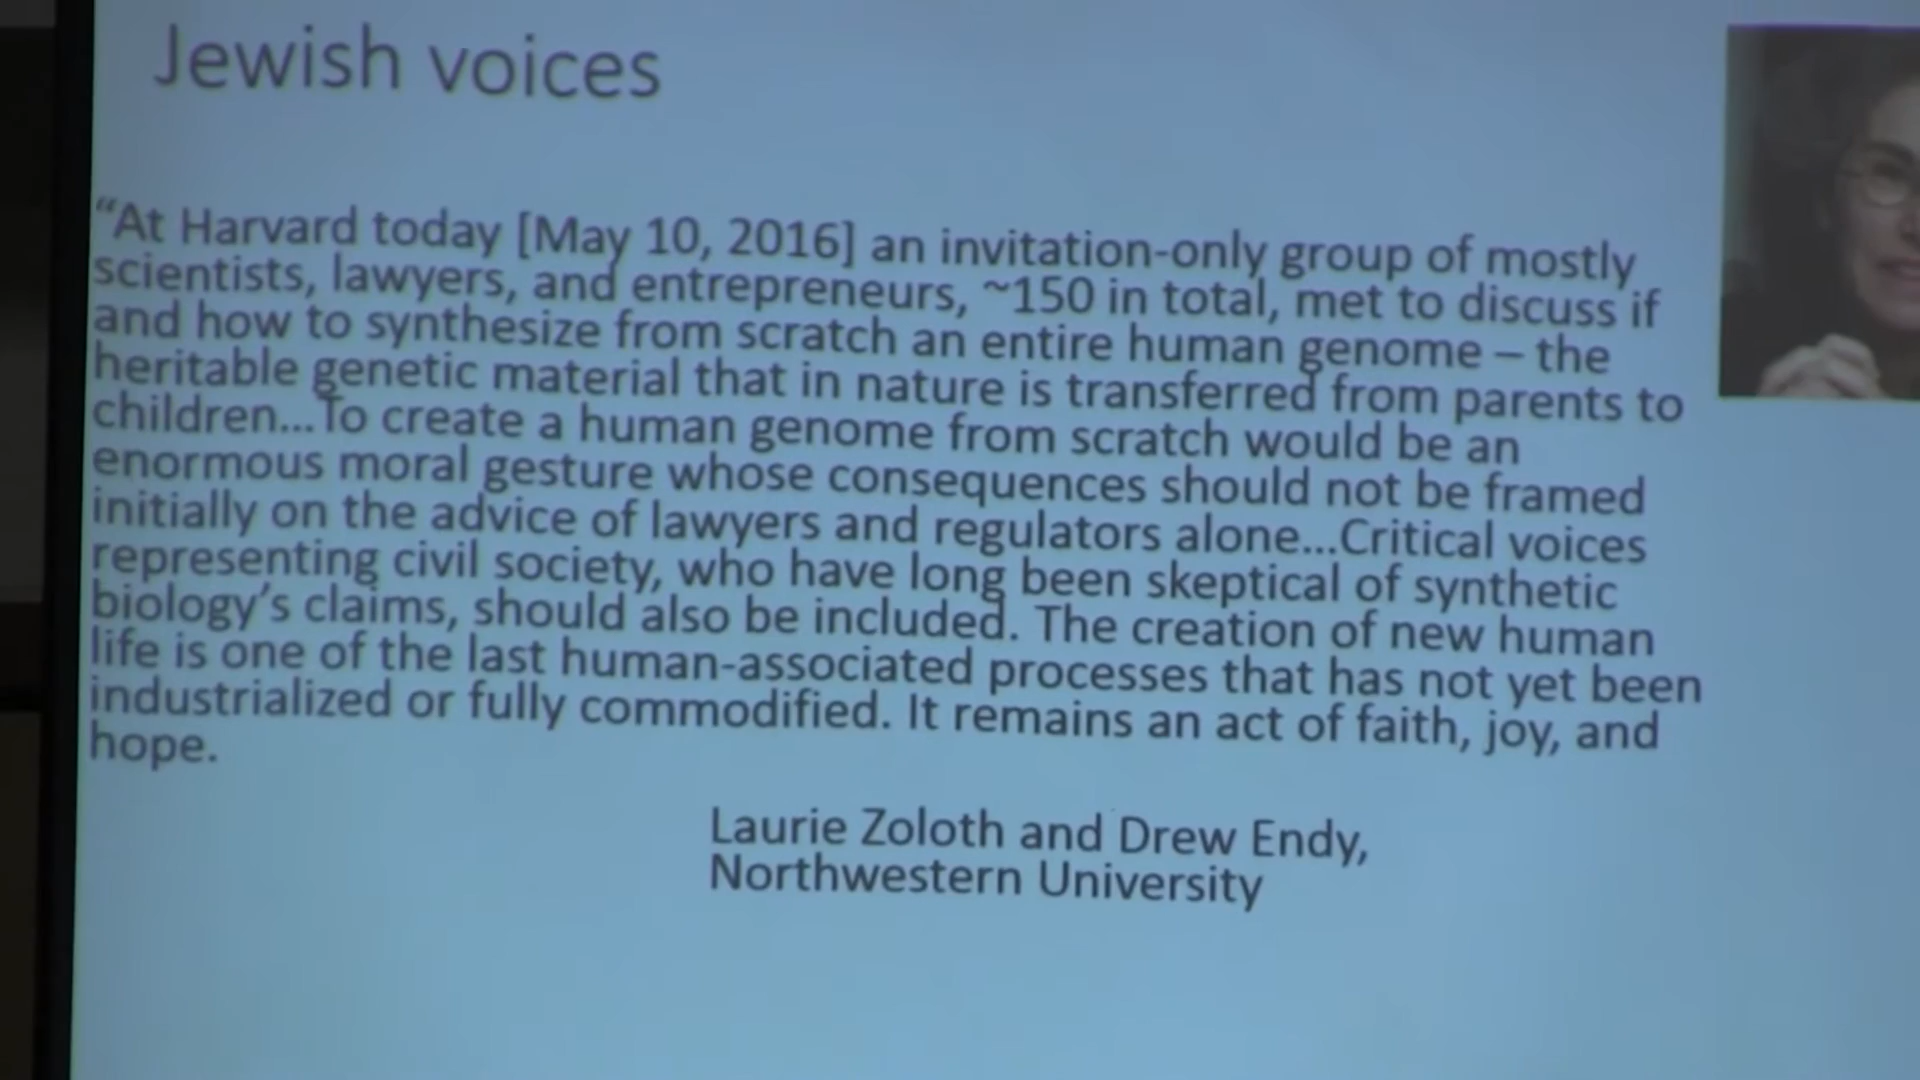 Jewish voices
“At Harvard today [May 10, 2016] an invitation-only group of mostly
scientists, lawyers, and entrepreneurs, ~150 in total, met to discuss if
and how to synthesize from scratch an entire human genome – the
heritable genetic material that in nature is transferred from parents to
children...To create a human genome from scratch would be an
enormous moral gesture whose consequences should not be framed
initially on the advice of lawyers and regulators alone...Critical voices
representing civil society, who have long been skeptical of synthetic
biology’s claims, should also be included. The creation of new human
life is one of the last human-associated processes that has not yet been
industrialized or fully commodified. It remains an act of faith, joy, and
hope.
Laurie Zoloth and Drew Endy,
Northwestern University